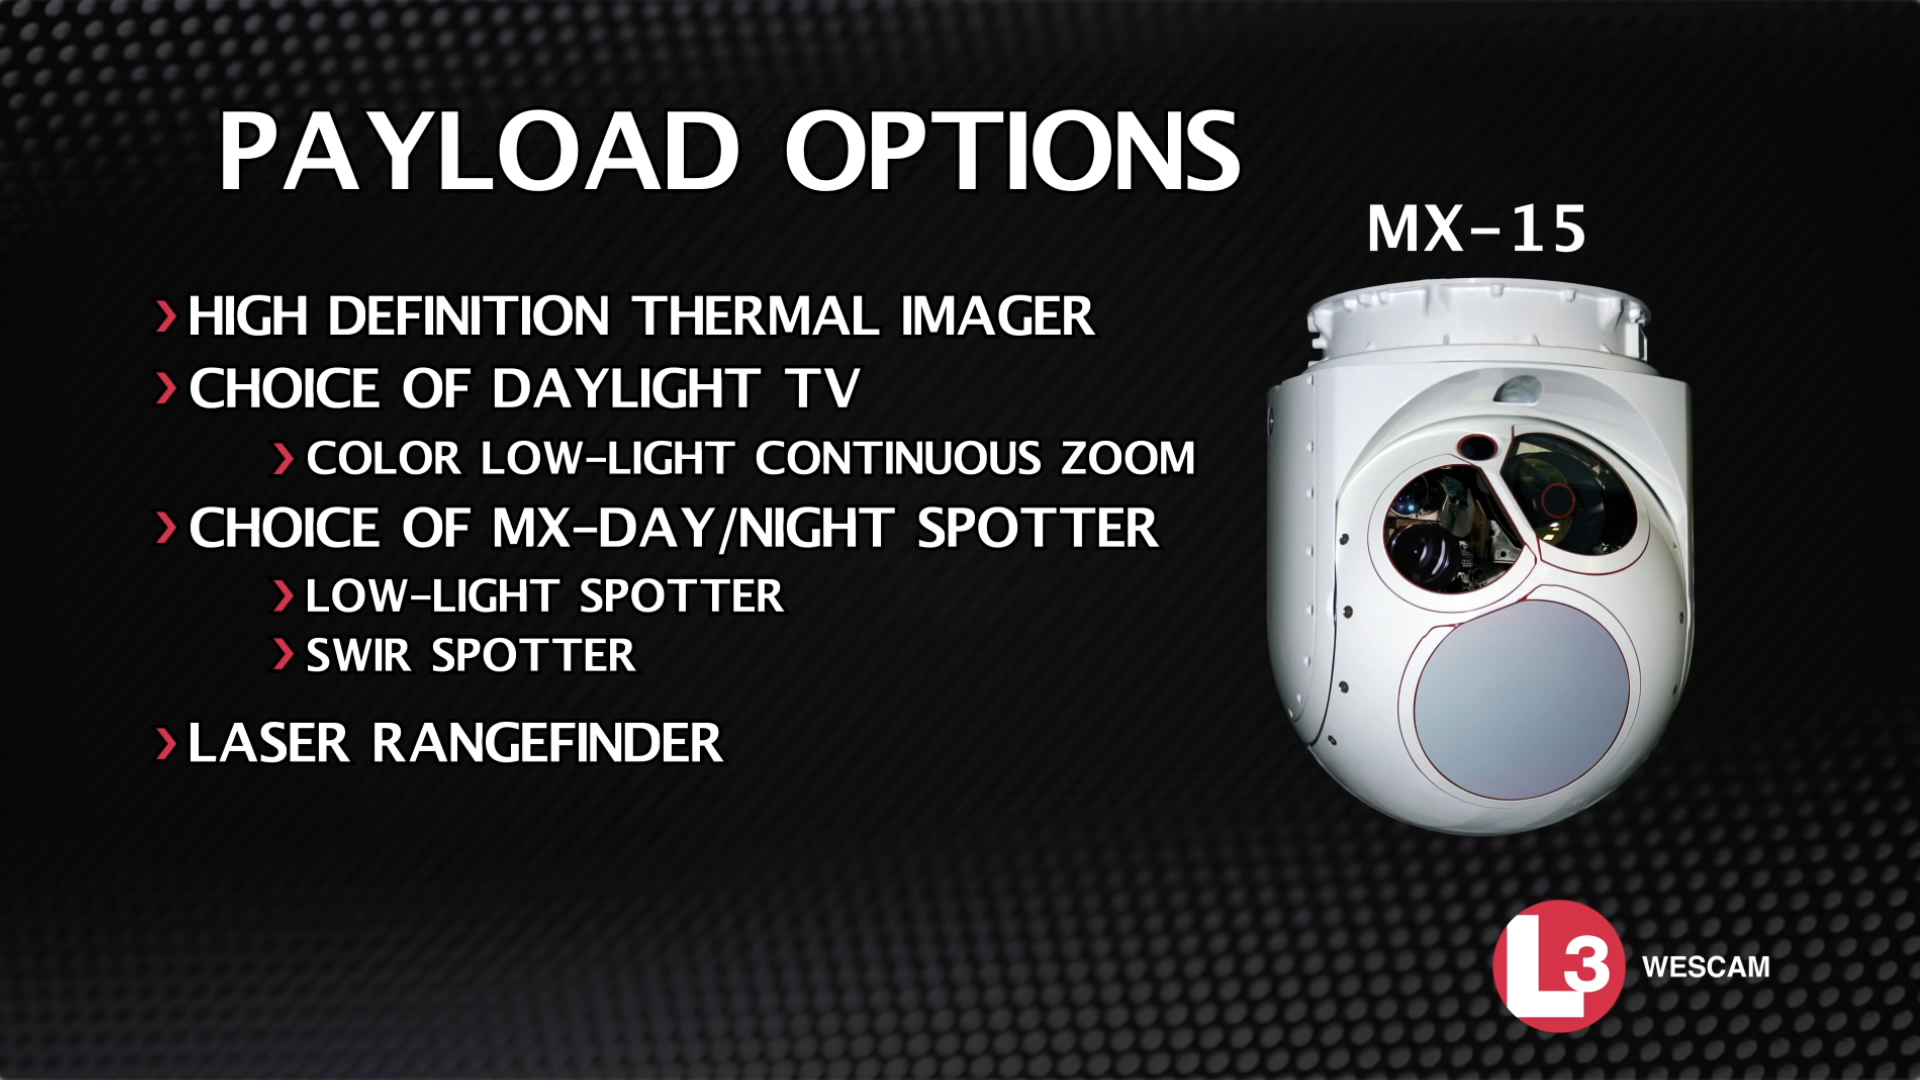 PAYLOAD OPTIONS
MX-15
HIGH DEFINITION THERMAL IMAGER
CHOICE OF DAYLIGHT TV
COLOR LOW-LIGHT CONTINUOUS ZOOM
CHOICE OF MX-DAY/NIGHT SPOTTER
LOW-LIGHT SPOTTER
SWIR SPOTTER
LASER RANGEFINDER
L3 WESCAM